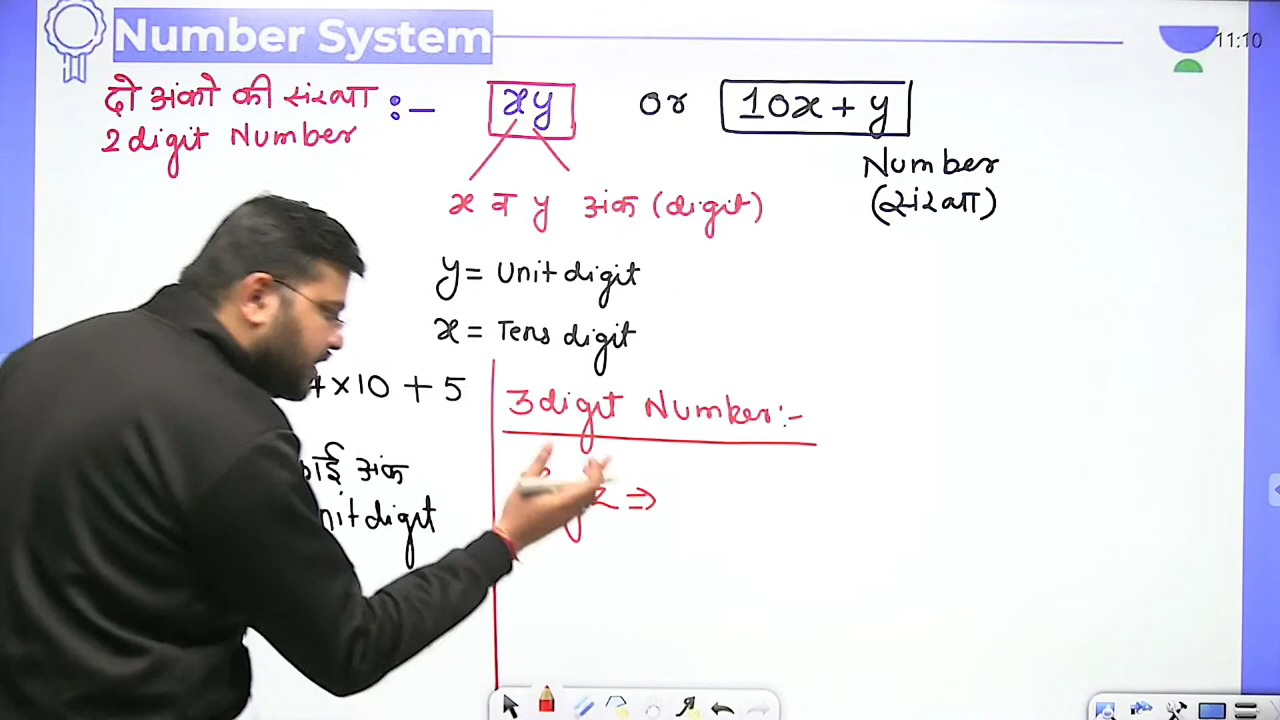 Number System
11:10
दो अंको की संख्या :-
2 digit Number
xy or 10x + y
Number
(संख्या)
x व y अंक (digit)
y = Unit digit
x = Tens digit
4×10 + 5
3 digit Number :-
अंक
digit
⇒